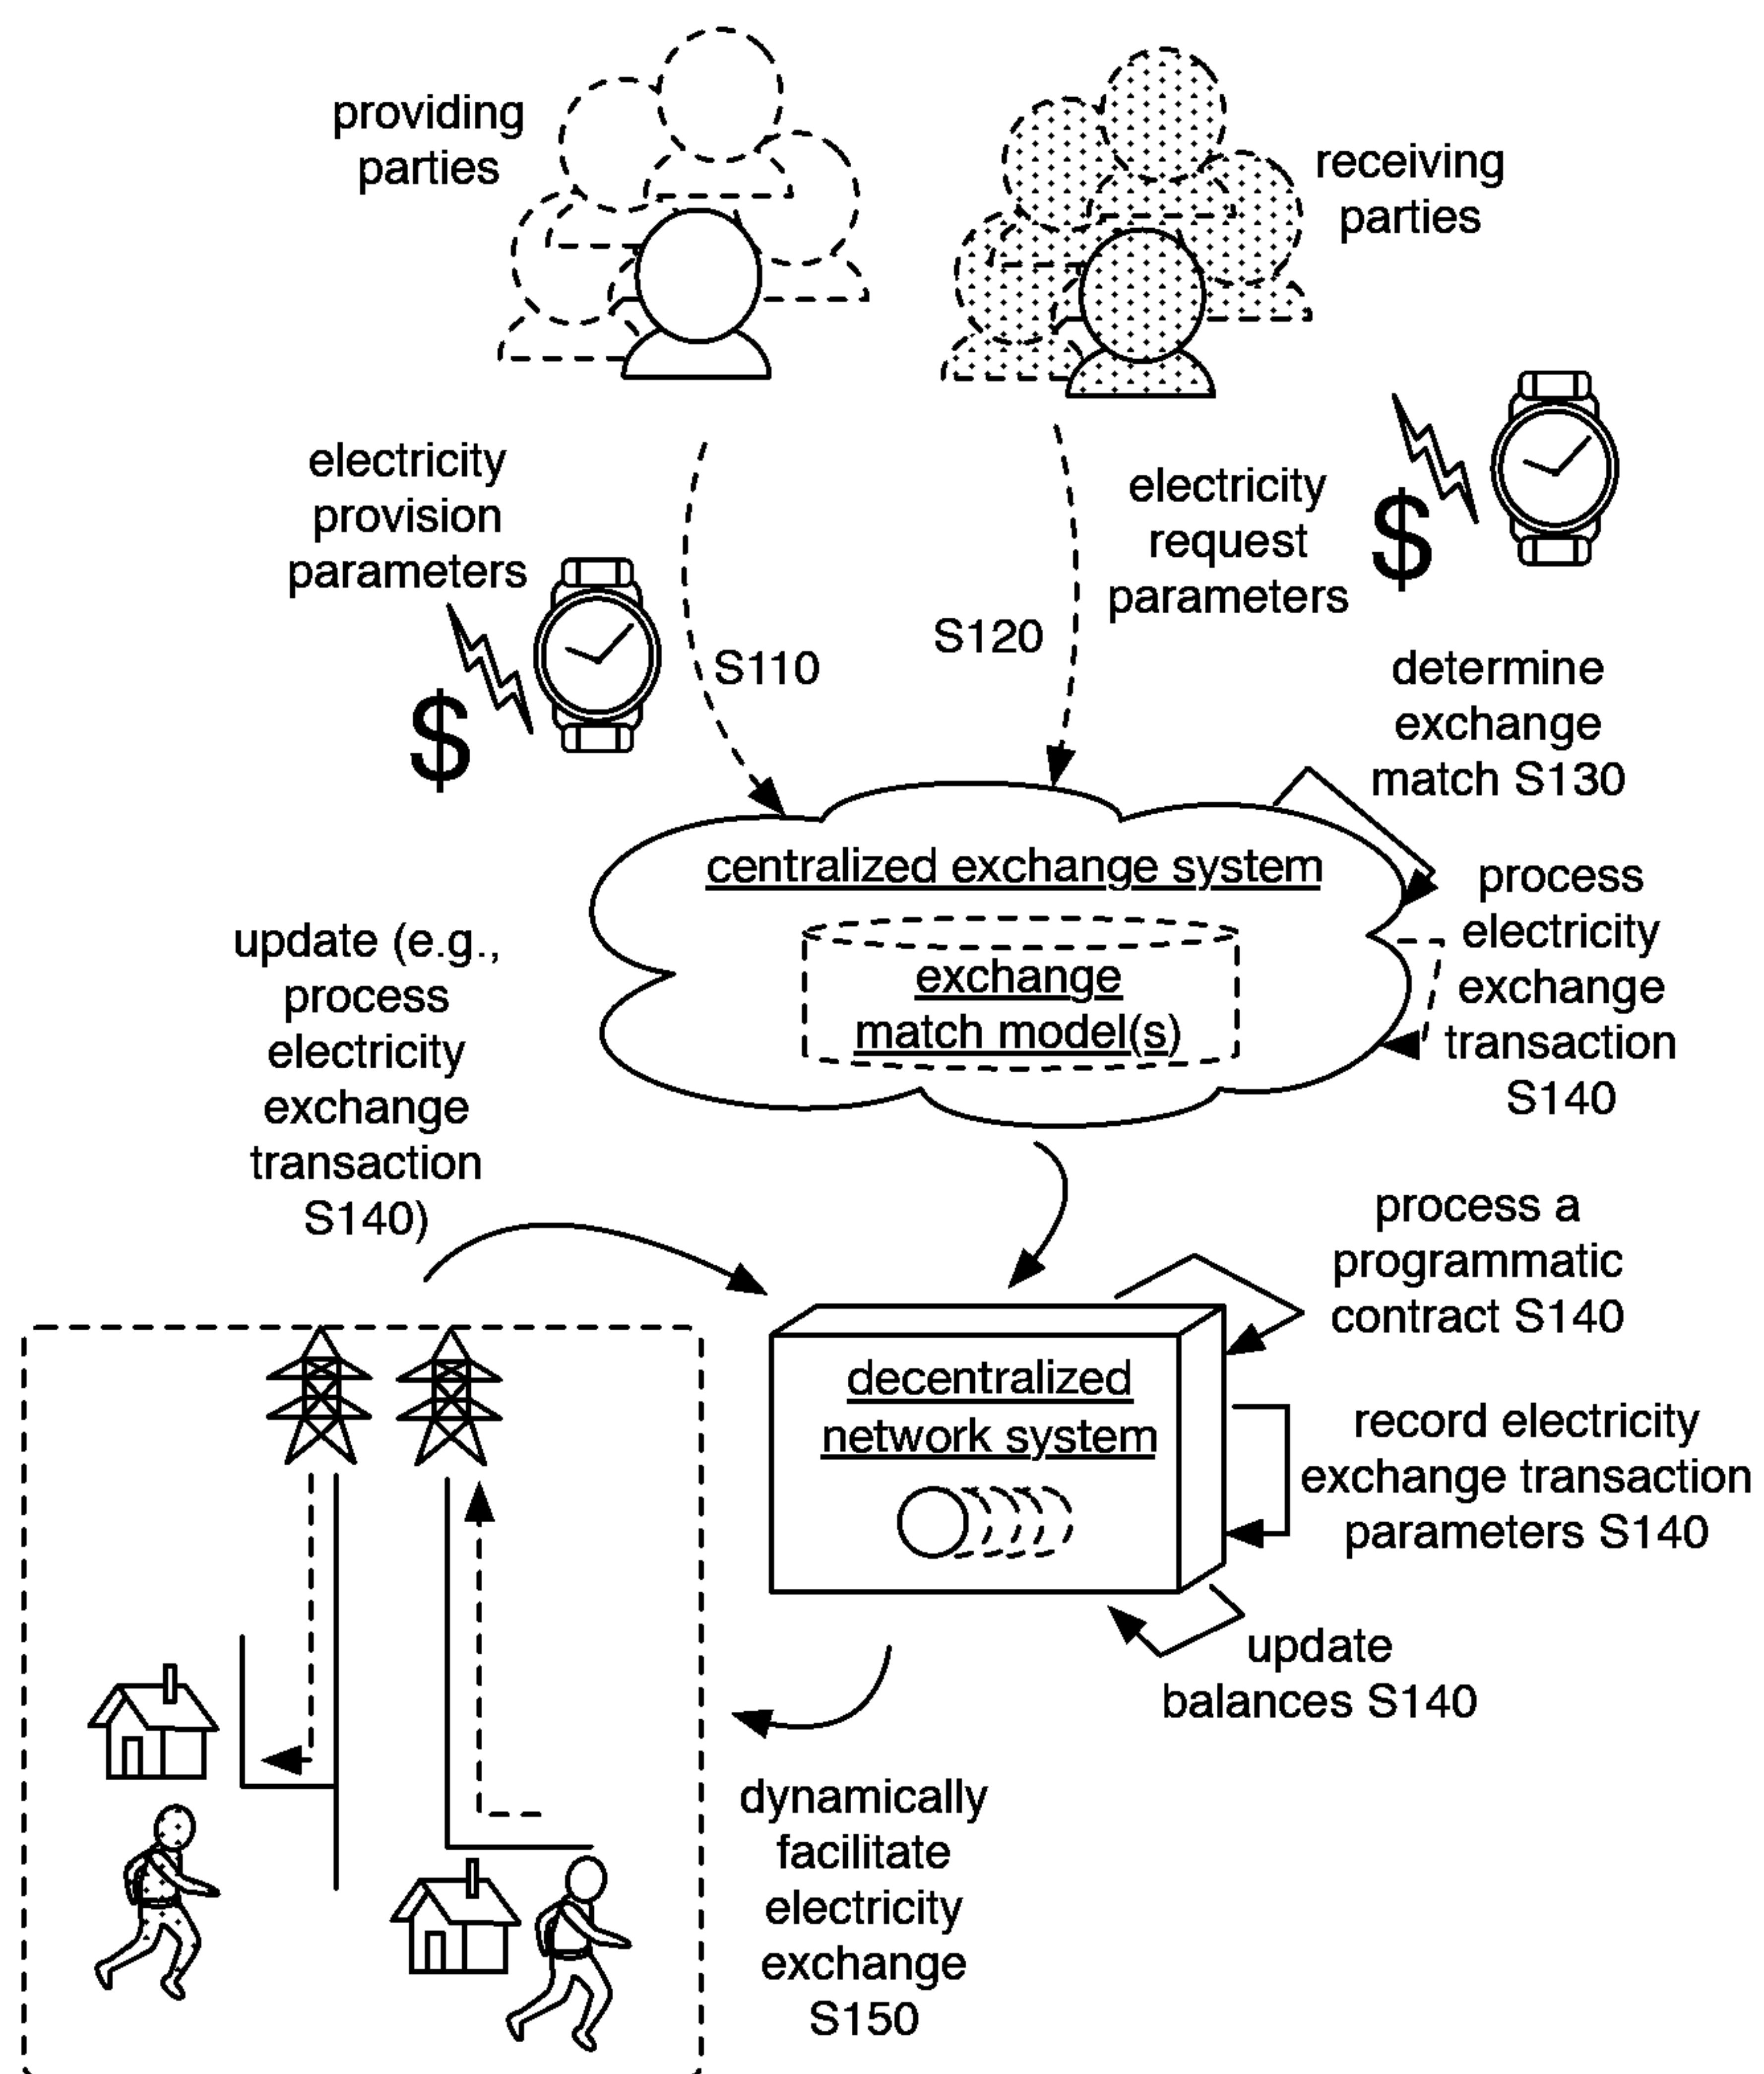 providing
parties
receiving
parties
electricity
provision
parameters
$
S110
electricity
request
parameters
$
S120
determine
exchange
match S130
centralized exchange system
exchange
match model(s)
process
electricity
exchange
transaction
S140
update (e.g.,
process
electricity
exchange
transaction
S140)
process a
programmatic
contract S140
decentralized
network system
record electricity
exchange transaction
parameters S140
update
balances S140
dynamically
facilitate
electricity
exchange
S150